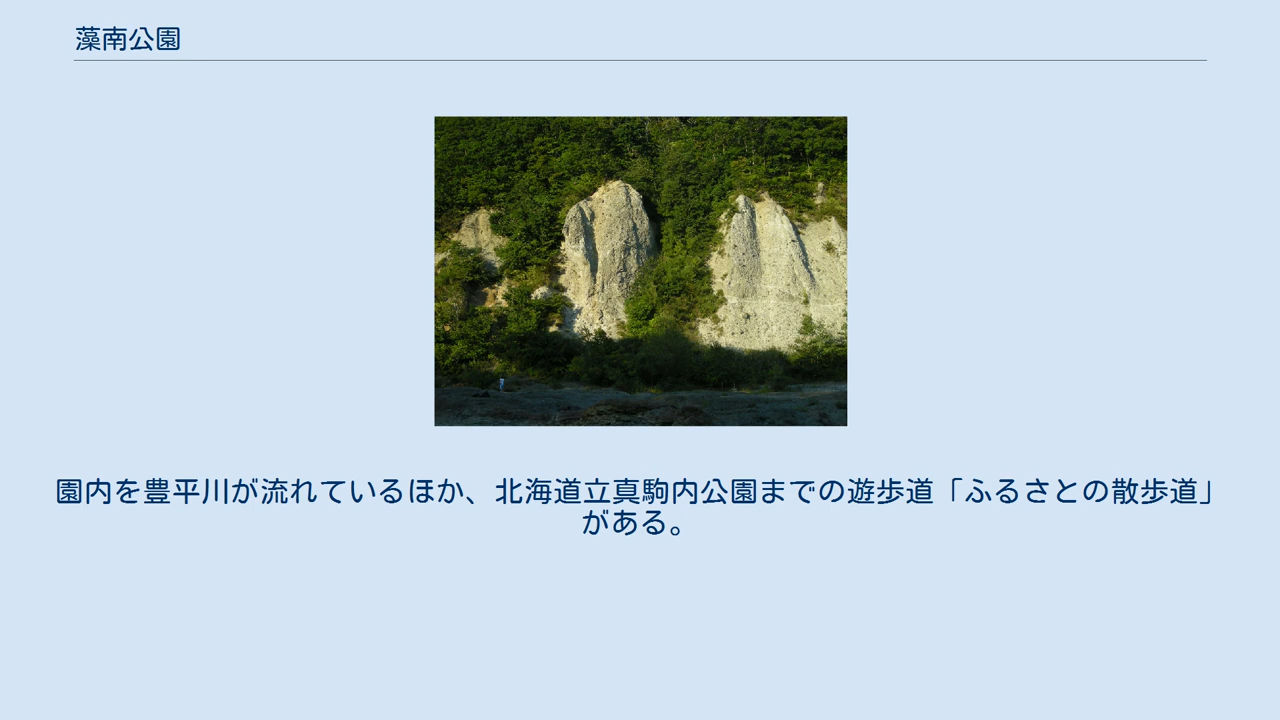 藻南公園
園内を豊平川が流れているほか、北海道立真駒内公園までの遊歩道「ふるさとの散歩道」
がある。